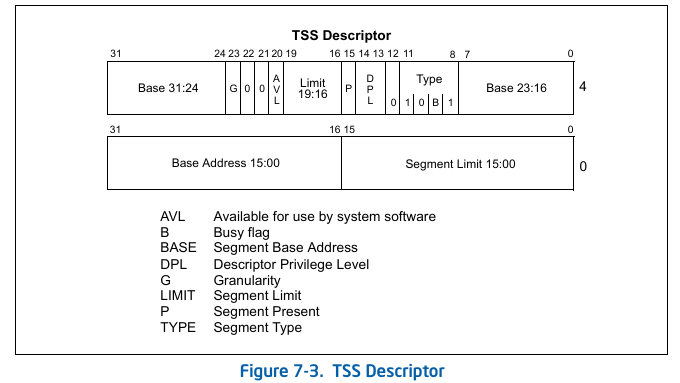 TSS Descriptor
31 24 23 22 21 20 19 16 15 14 13 12 11 8 7 0
Base 31:24 G 0 0 AVL Limit 19:16 P DPL 0 Type 1 0 B 1 Base 23:16 4
31 16 15 0
Base Address 15:00 Segment Limit 15:00 0
AVL Available for use by system software
B Busy flag
BASE Segment Base Address
DPL Descriptor Privilege Level
G Granularity
LIMIT Segment Limit
P Segment Present
TYPE Segment Type
Figure 7-3. TSS Descriptor